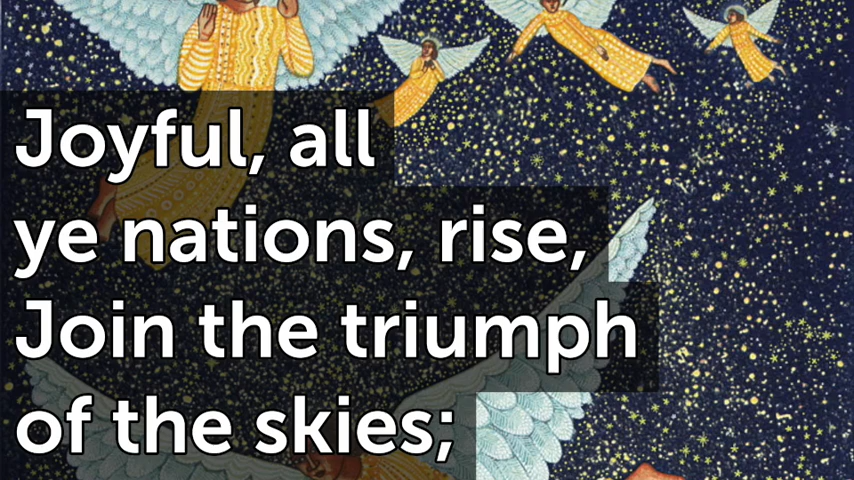 Joyful, all
ye nations, rise,
Join the triumph
of the skies;